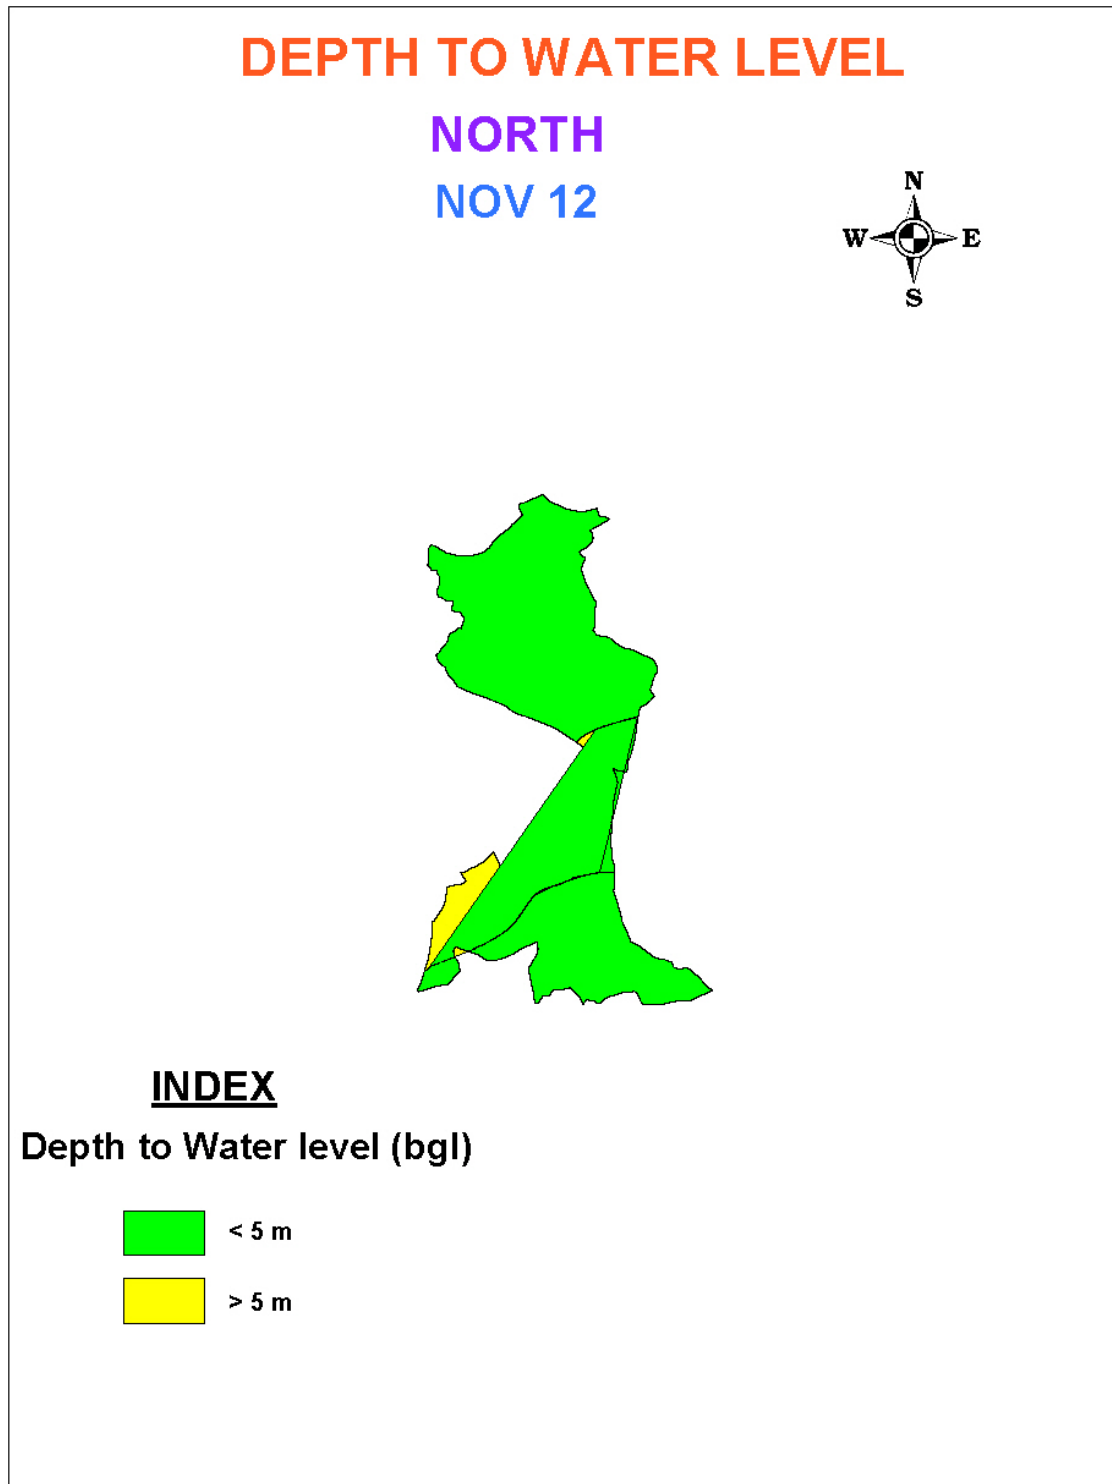 DEPTH TO WATER LEVEL
NORTH
NOV 12
N
W E
S
INDEX
Depth to Water level (bgl)
< 5 m
> 5 m